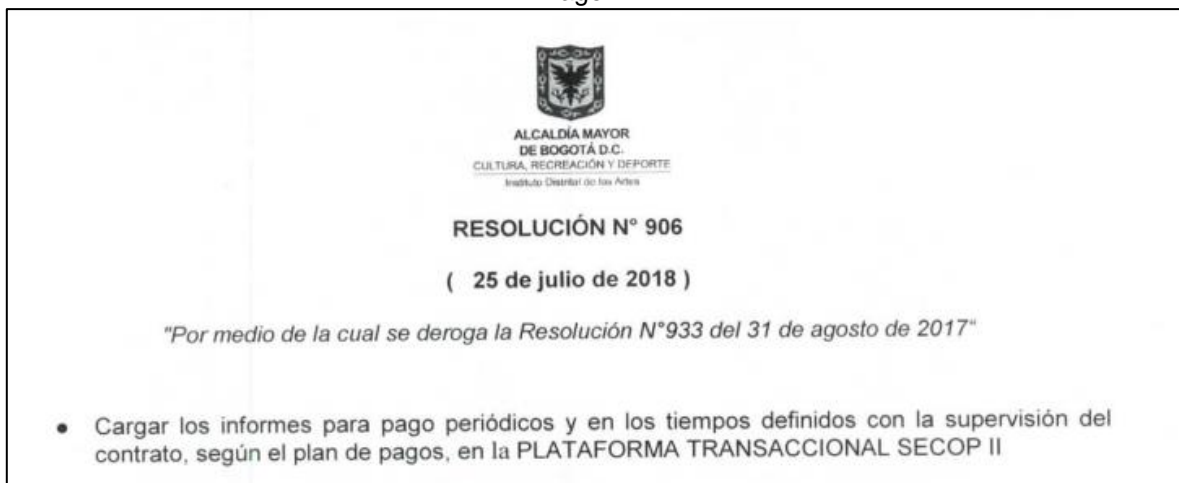 ALCALDÍA MAYOR
DE BOGOTÁ D.C.
CULTURA, RECREACIÓN Y DEPORTE
Instituto Distrital de las Artes
RESOLUCIÓN N° 906
( 25 de julio de 2018 )
"Por medio de la cual se deroga la Resolución N°933 del 31 de agosto de 2017"
• Cargar los informes para pago periódicos y en los tiempos definidos con la supervisión del
contrato, según el plan de pagos, en la PLATAFORMA TRANSACCIONAL SECOP II